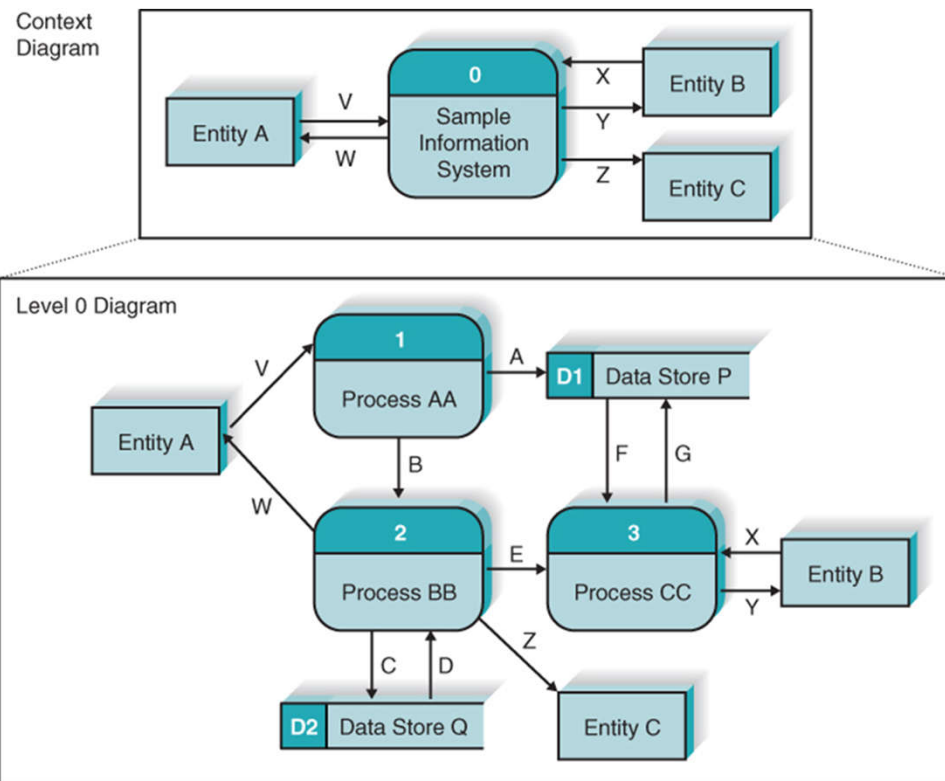 Context
Diagram
0
Sample
Information
System
Entity A
V
W
X
Y
Z
Entity B
Entity C
Level 0 Diagram
1
Process AA
A
D1 Data Store P
V
Entity A
W
B
F
G
2
Process BB
E
3
Process CC
X
Y
Entity B
C
D
Z
D2 Data Store Q
Entity C